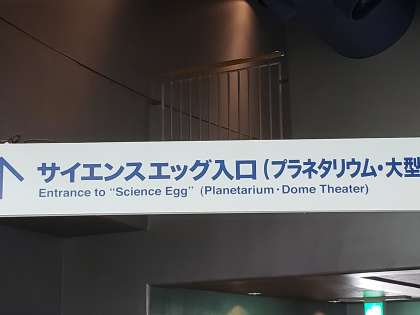 サイエンスエッグ入口(プラネタリウム・大型
Entrance to "Science Egg" (Planetarium・Dome Theater)